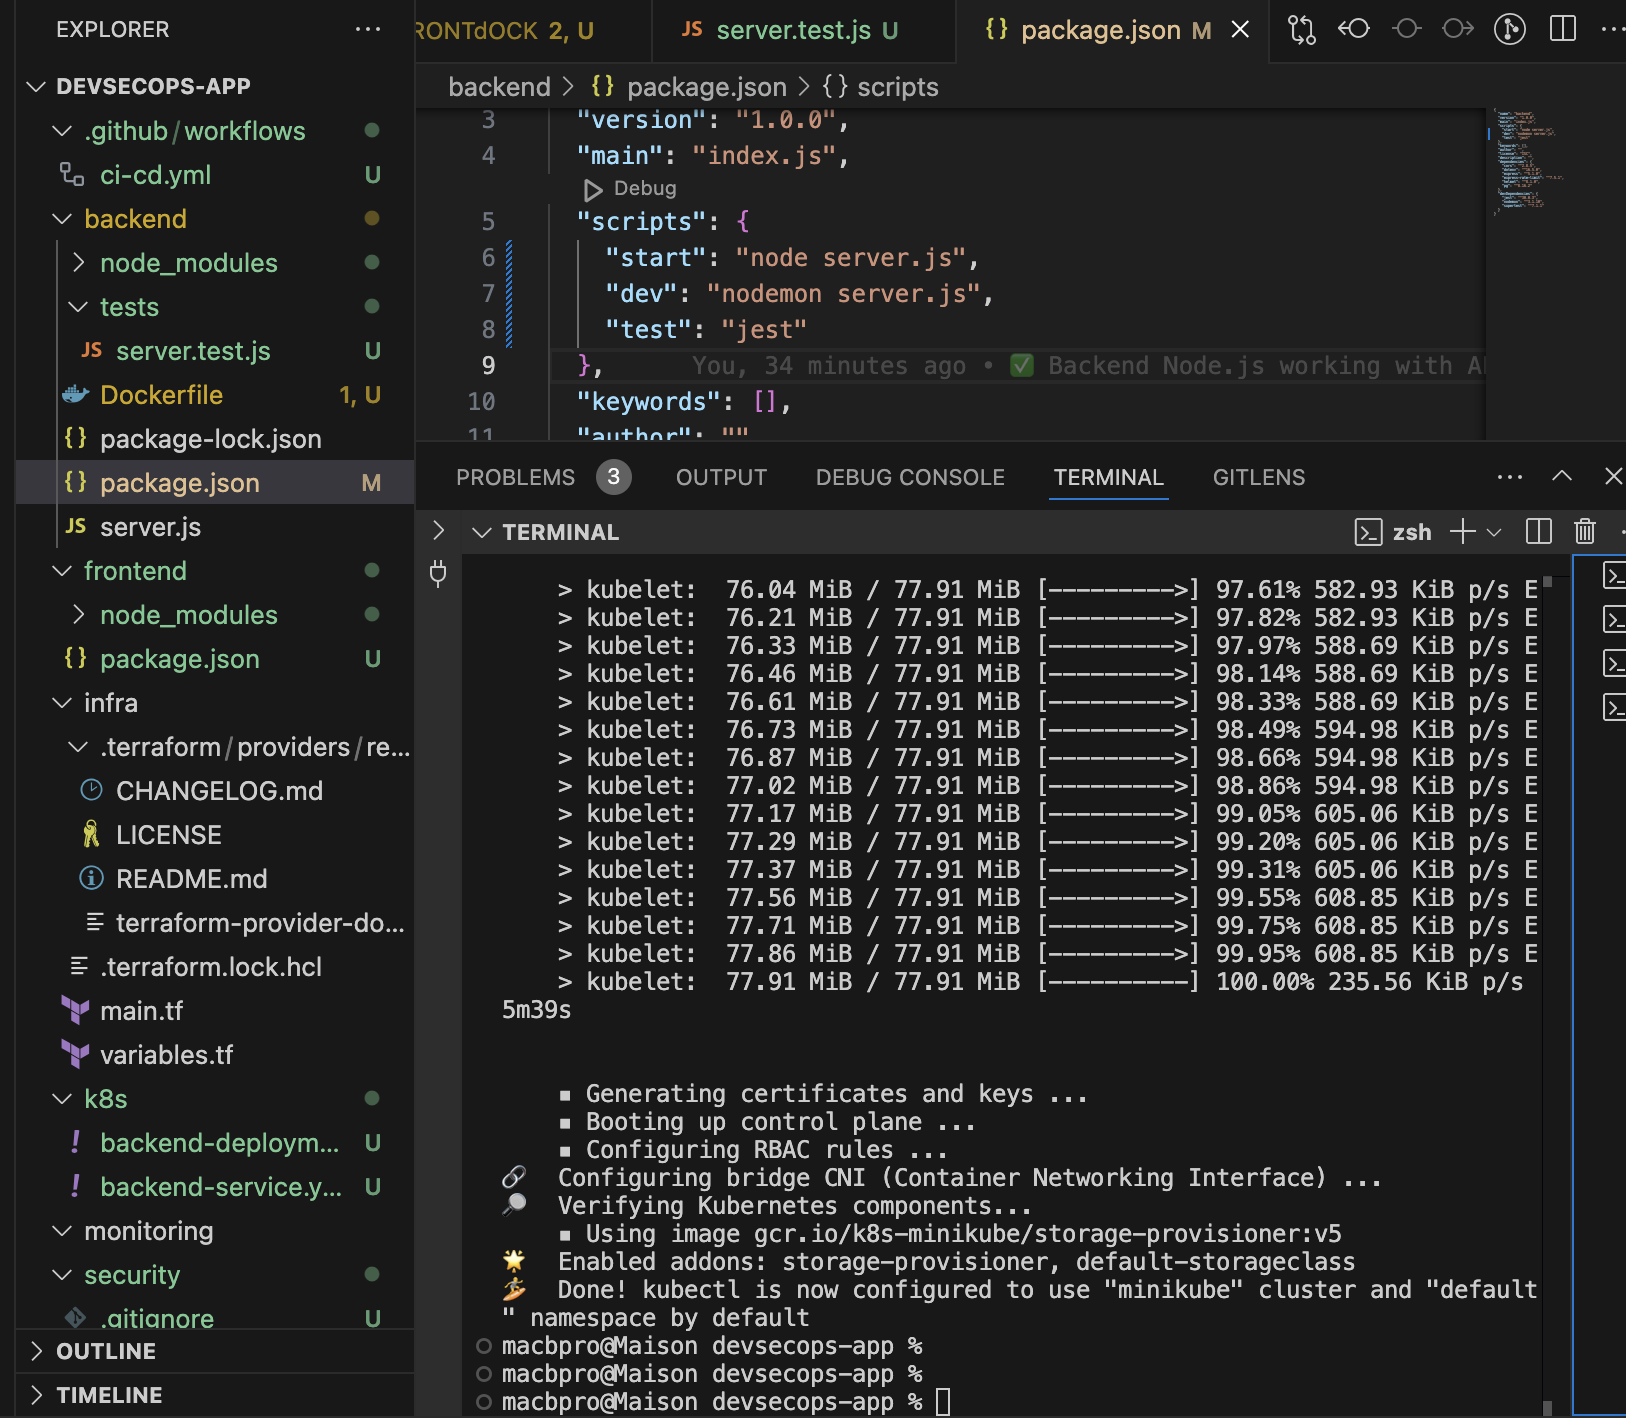 EXPLORER
DEVSECOPS-APP
.github/workflows
ci-cd.yml U
backend
node_modules
tests
JS server.test.js U
Dockerfile 1, U
{} package-lock.json
{} package.json M
JS server.js
frontend
node_modules
{} package.json U
infra
.terraform/providers/re...
CHANGELOG.md
LICENSE
README.md
terraform-provider-do...
.terraform.lock.hcl
main.tf
variables.tf
k8s
! backend-deploym... U
! backend-service.y... U
monitoring
security
.gitignore U
OUTLINE
TIMELINE
RONTdOCK 2, U
JS server.test.js U
{} package.json M
backend > {} package.json > {} scripts
3 "version": "1.0.0",
4 "main": "index.js",
Debug
5 "scripts": {
6 "start": "node server.js",
7 "dev": "nodemon server.js",
8 "test": "jest"
9 }, You, 34 minutes ago • ✅ Backend Node.js working with A
10 "keywords": [],
11 "author": ""
PROBLEMS 3 OUTPUT DEBUG CONSOLE TERMINAL GITLENS
TERMINAL
zsh
> kubelet: 76.04 MiB / 77.91 MiB [--------->] 97.61% 582.93 KiB p/s E
> kubelet: 76.21 MiB / 77.91 MiB [--------->] 97.82% 582.93 KiB p/s E
> kubelet: 76.33 MiB / 77.91 MiB [--------->] 97.97% 588.69 KiB p/s E
> kubelet: 76.46 MiB / 77.91 MiB [--------->] 98.14% 588.69 KiB p/s E
> kubelet: 76.61 MiB / 77.91 MiB [--------->] 98.33% 588.69 KiB p/s E
> kubelet: 76.73 MiB / 77.91 MiB [--------->] 98.49% 594.98 KiB p/s E
> kubelet: 76.87 MiB / 77.91 MiB [--------->] 98.66% 594.98 KiB p/s E
> kubelet: 77.02 MiB / 77.91 MiB [--------->] 98.86% 594.98 KiB p/s E
> kubelet: 77.17 MiB / 77.91 MiB [--------->] 99.05% 605.06 KiB p/s E
> kubelet: 77.29 MiB / 77.91 MiB [--------->] 99.20% 605.06 KiB p/s E
> kubelet: 77.37 MiB / 77.91 MiB [--------->] 99.31% 605.06 KiB p/s E
> kubelet: 77.56 MiB / 77.91 MiB [--------->] 99.55% 608.85 KiB p/s E
> kubelet: 77.71 MiB / 77.91 MiB [--------->] 99.75% 608.85 KiB p/s E
> kubelet: 77.86 MiB / 77.91 MiB [--------->] 99.95% 608.85 KiB p/s E
> kubelet: 77.91 MiB / 77.91 MiB [----------] 100.00% 235.56 KiB p/s
5m39s
▪ Generating certificates and keys ...
▪ Booting up control plane ...
▪ Configuring RBAC rules ...
🔗 Configuring bridge CNI (Container Networking Interface) ...
🔎 Verifying Kubernetes components...
▪ Using image gcr.io/k8s-minikube/storage-provisioner:v5
🌟 Enabled addons: storage-provisioner, default-storageclass
🏄 Done! kubectl is now configured to use "minikube" cluster and "default
" namespace by default
macbpro@Maison devsecops-app %
macbpro@Maison devsecops-app %
macbpro@Maison devsecops-app %